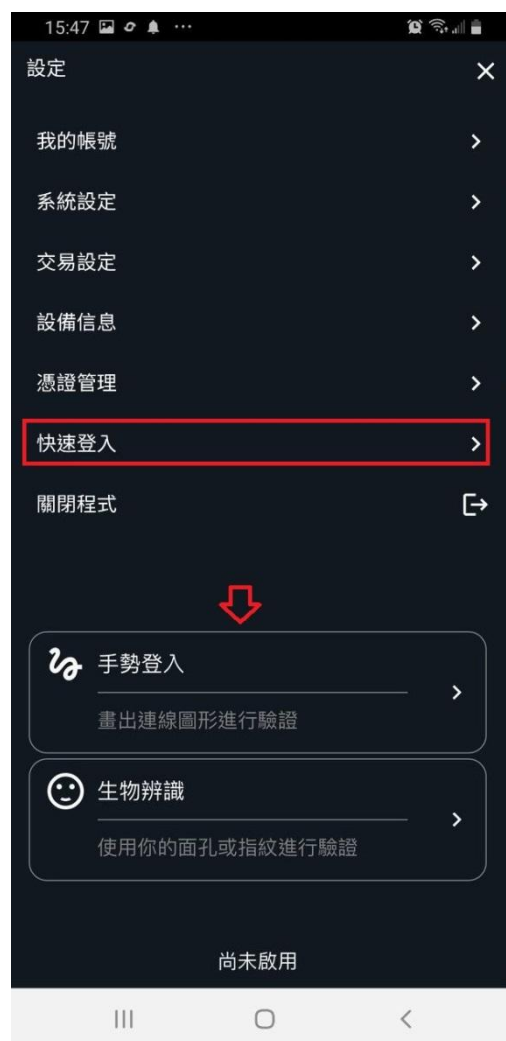 15:47
設定
我的帳號
系統設定
交易設定
設備信息
憑證管理
快速登入
關閉程式
手勢登入
畫出連線圖形進行驗證
生物辨識
使用你的面孔或指紋進行驗證
尚未啟用